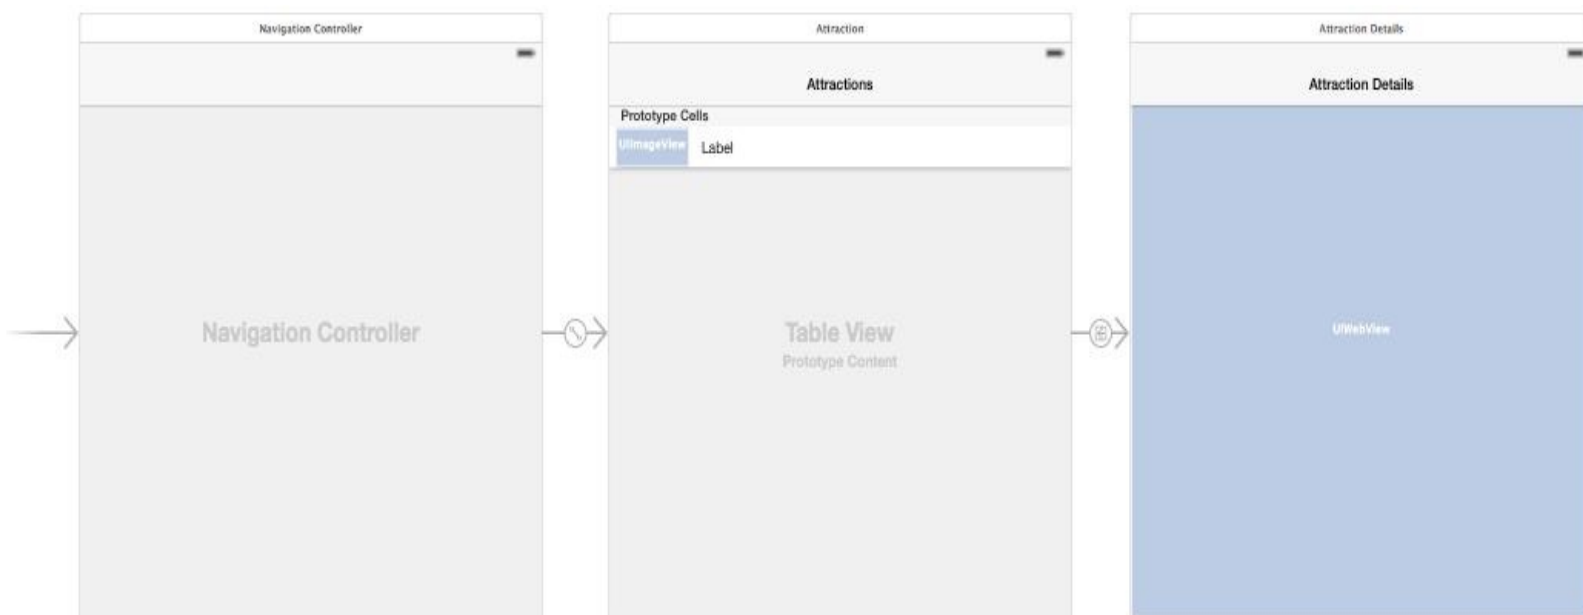 Navigation Controller
Navigation Controller
Attraction
Attractions
Prototype Cells
UIImageView
Label
Table View
Prototype Content
Attraction Details
Attraction Details
UIWebView